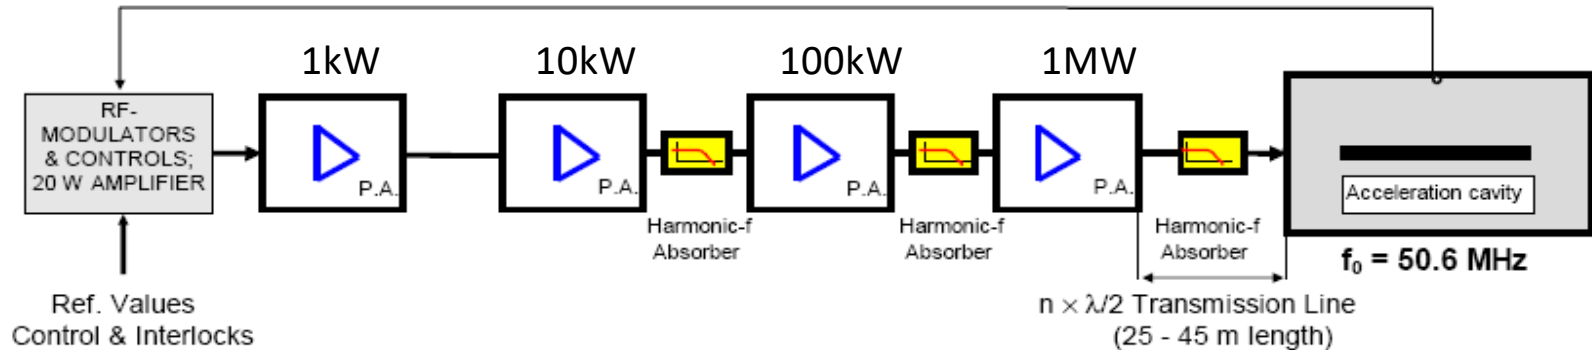 1kW
10kW
100kW
1MW
RF-
MODULATORS
& CONTROLS;
20 W AMPLIFIER
P.A.
P.A.
P.A.
P.A.
Acceleration cavity
Harmonic-f
Absorber
Harmonic-f
Absorber
Harmonic-f
Absorber
f₀ = 50.6 MHz
Ref. Values
Control & Interlocks
n × λ/2 Transmission Line
(25 - 45 m length)